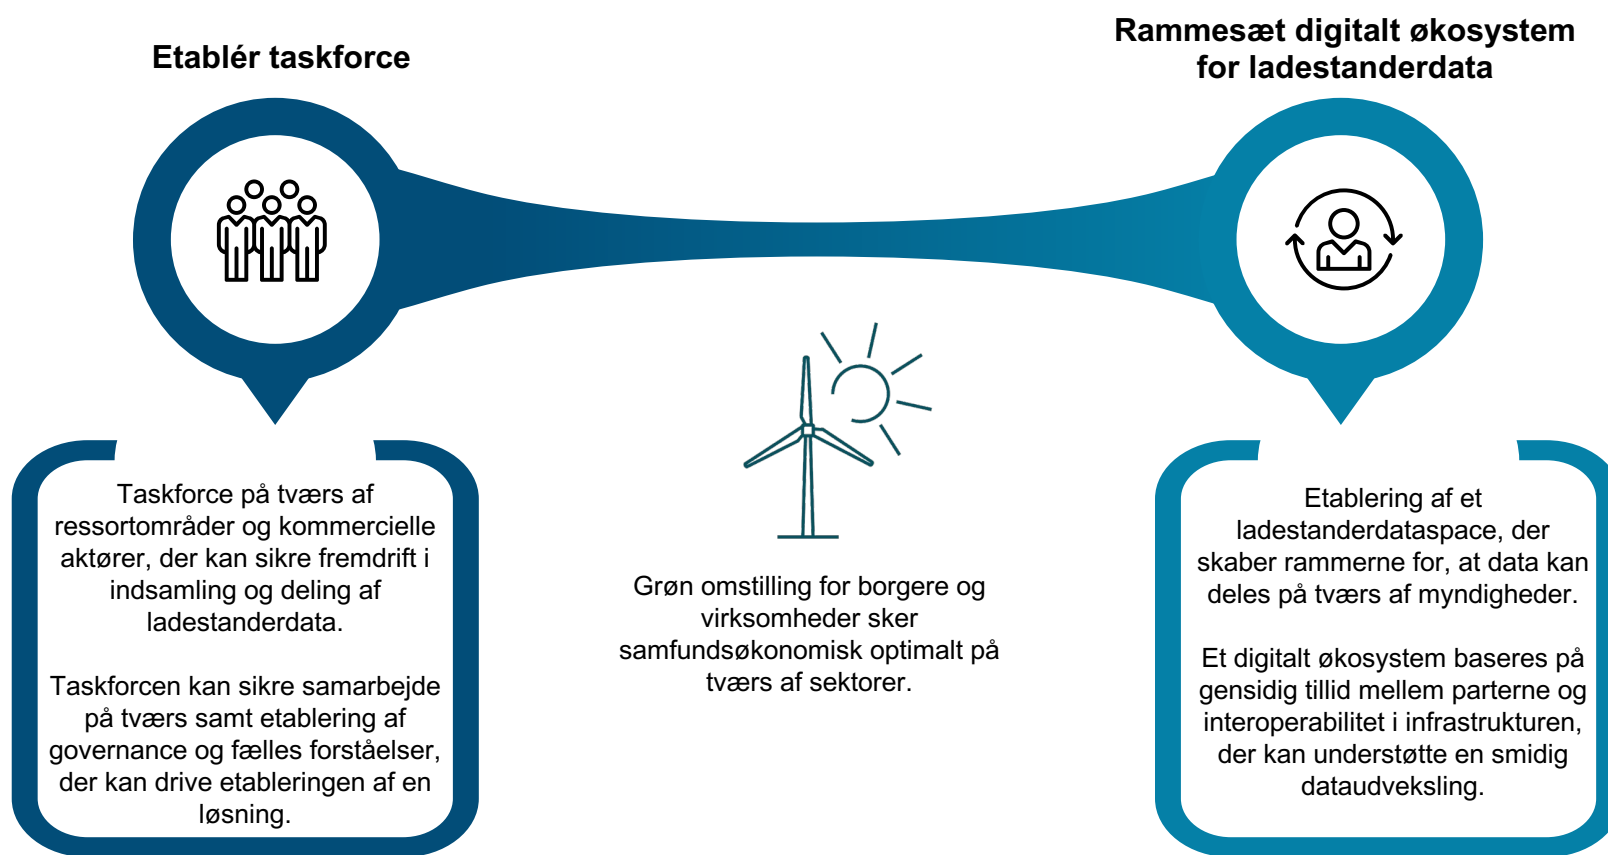 Etablér taskforce
Rammesæt digitalt økosystem
for ladestanderdata
Taskforce på tværs af
ressortområder og kommercielle
aktører, der kan sikre fremdrift i
indsamling og deling af
ladestanderdata.
Taskforcen kan sikre samarbejde
på tværs samt etablering af
governance og fælles forståelser,
der kan drive etableringen af en
løsning.
Grøn omstilling for borgere og
virksomheder sker
samfundsøkonomisk optimalt på
tværs af sektorer.
Etablering af et
ladestanderdataspace, der
skaber rammerne for, at data kan
deles på tværs af myndigheder.
Et digitalt økosystem baseres på
gensidig tillid mellem parterne og
interoperabilitet i infrastrukturen,
der kan understøtte en smidig
dataudveksling.